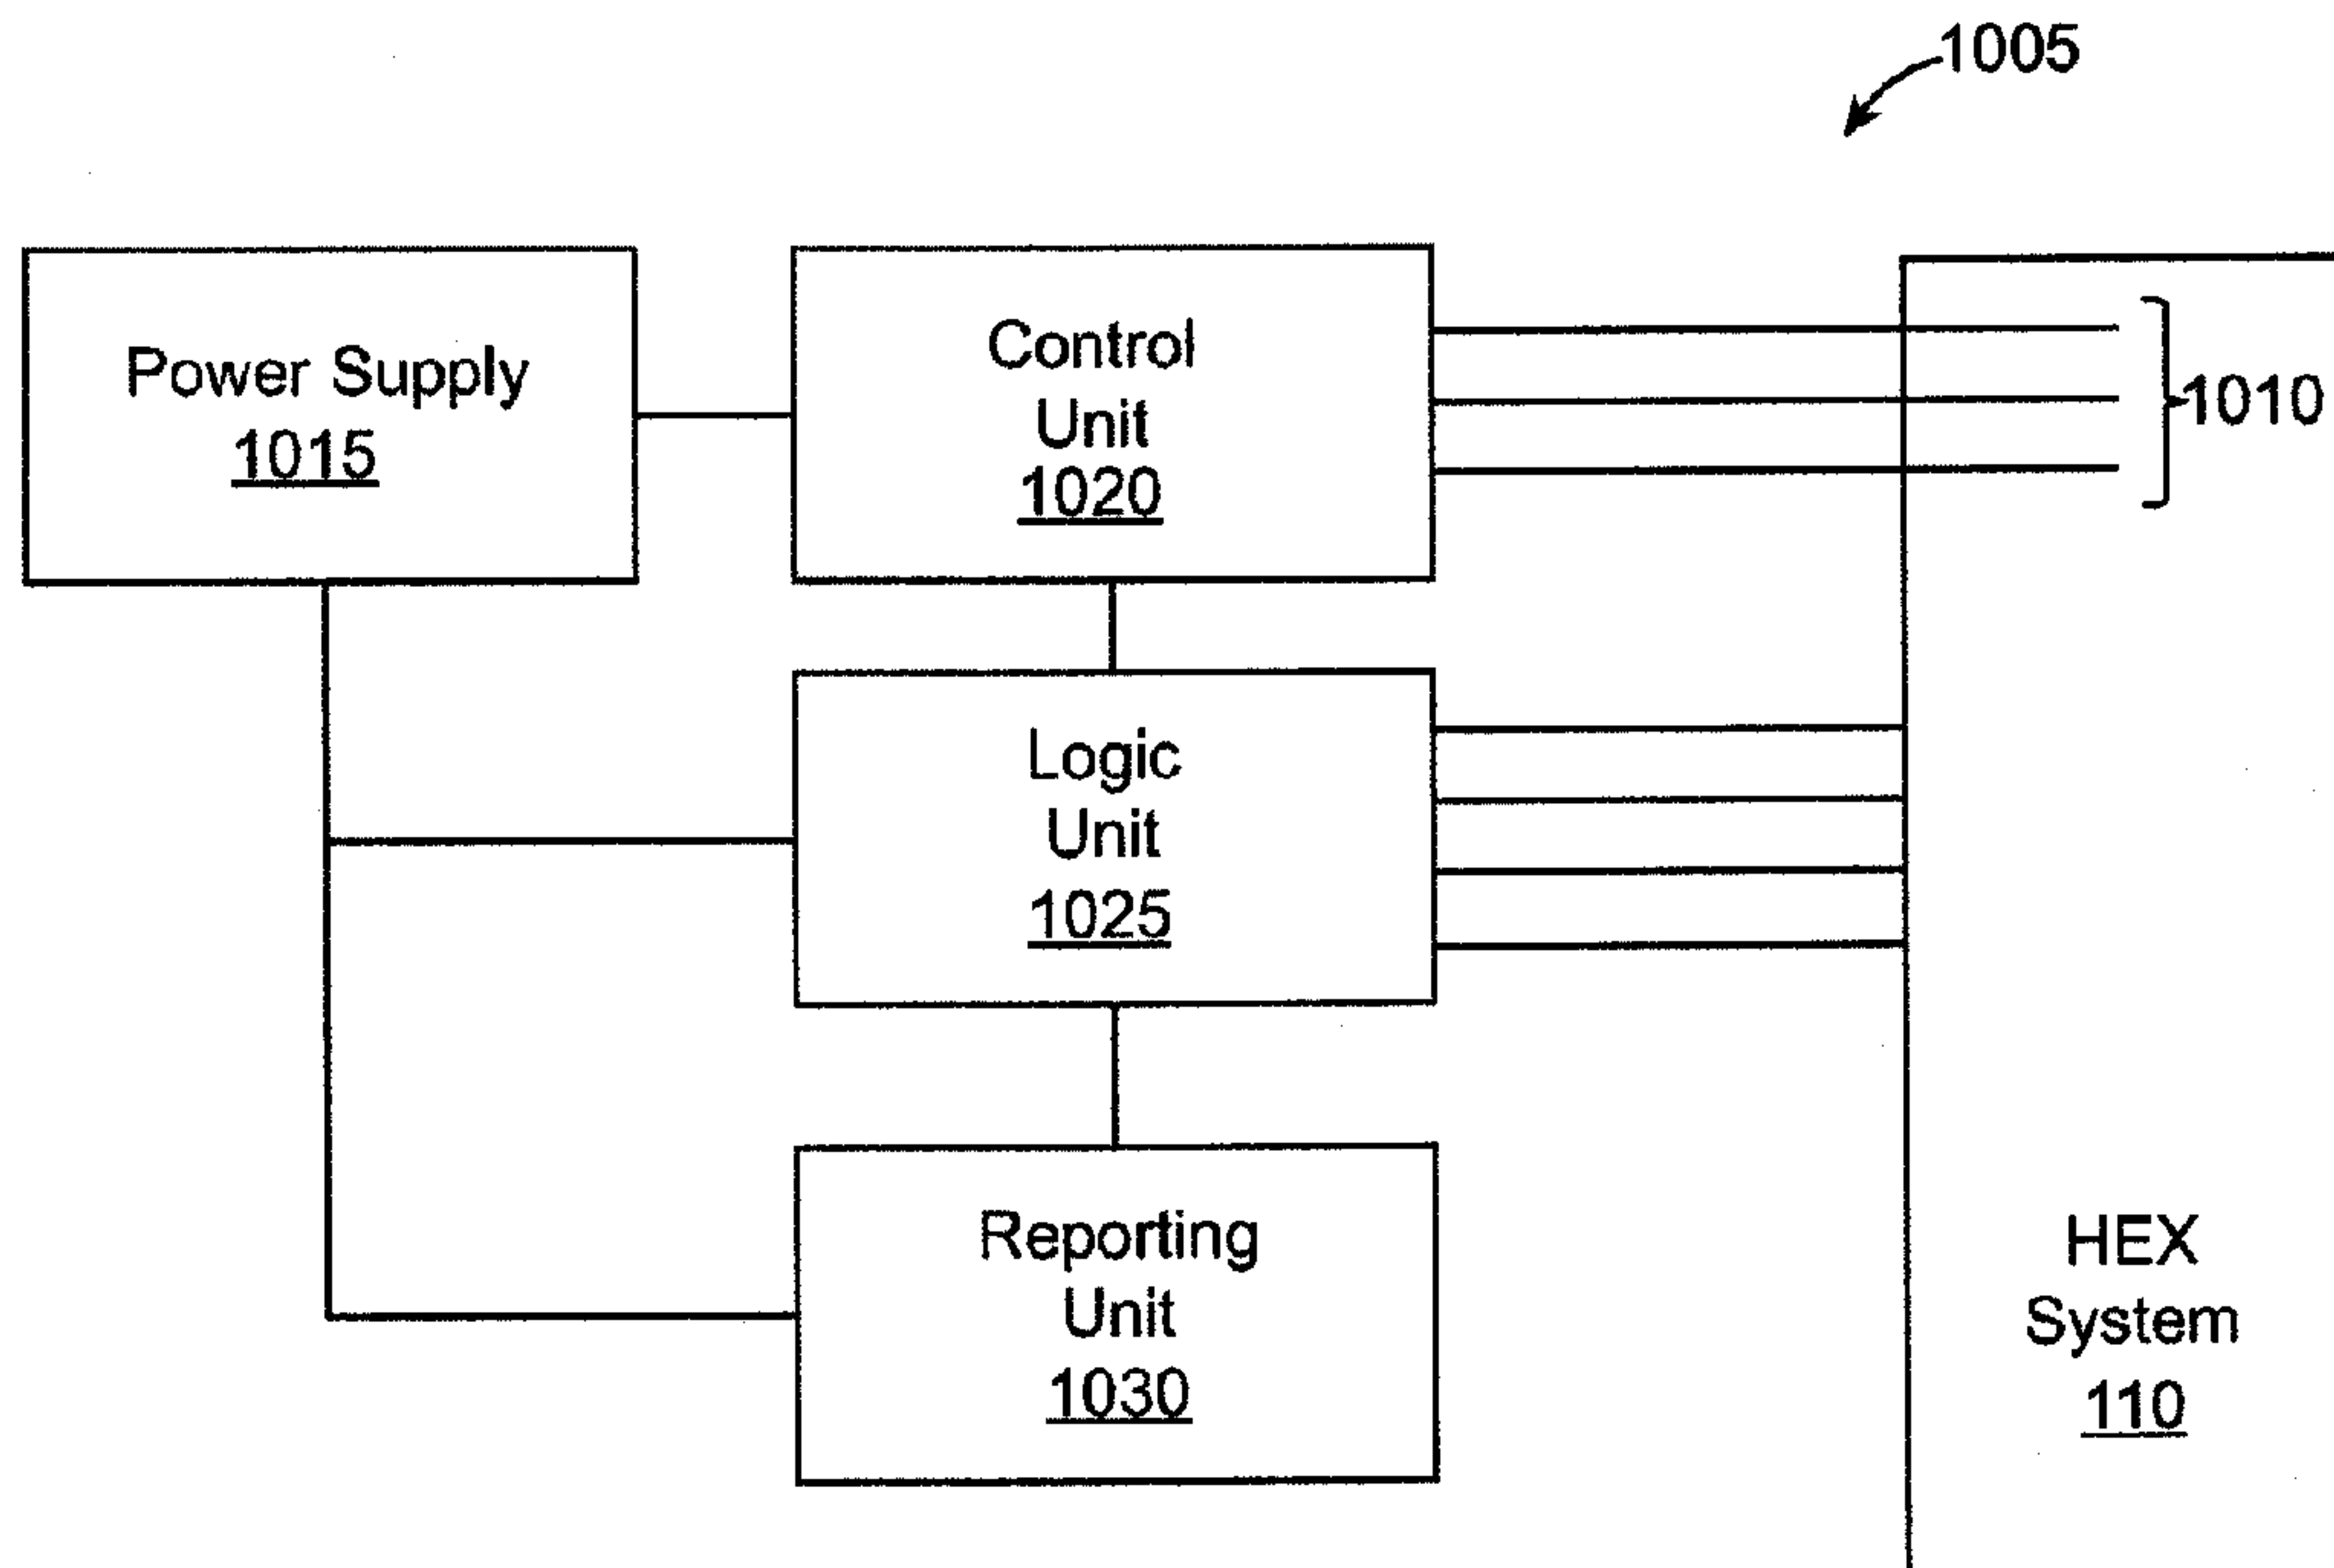 1005
Power Supply
1015
Control
Unit
1020
1010
Logic
Unit
1025
Reporting
Unit
1030
HEX
System
110